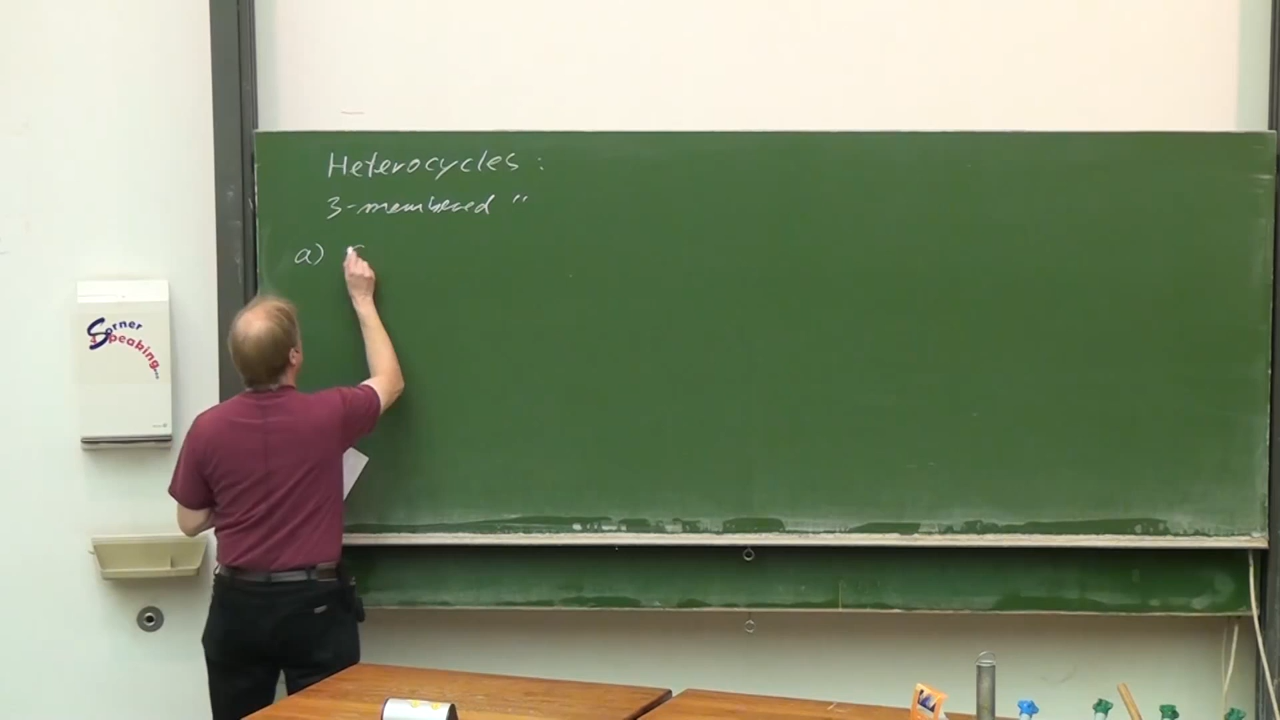 Heterocycles :
3-membered "
a)
Corner
Speaking...